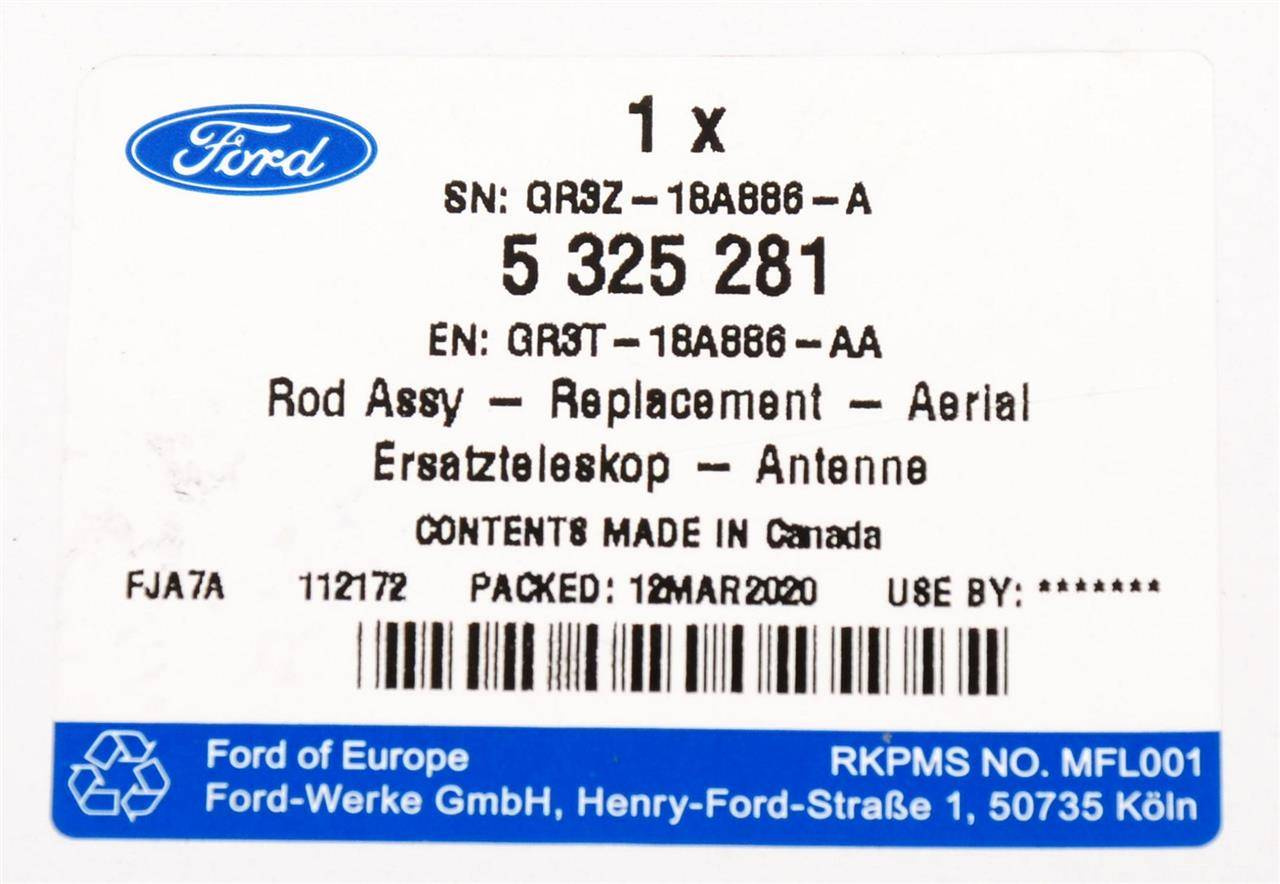 Ford
1 x
SN: GR3Z-18A886-A
5 325 281
EN: GR3T-18A886-AA
Rod Assy - Replacement - Aerial
Ersatzteleskop - Antenne
CONTENTS MADE IN Canada
FJA7A 112172 PACKED: 12MAR2020 USE BY: *******
Ford of Europe RKPMS NO. MFL001
Ford-Werke GmbH, Henry-Ford-Straße 1, 50735 Köln